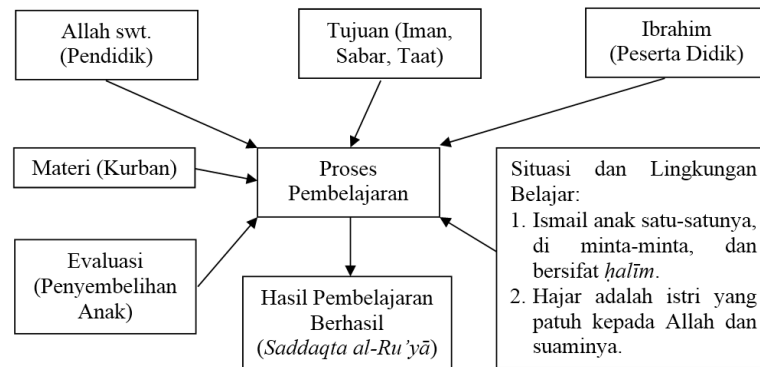 Allah swt.
(Pendidik)
Tujuan (Iman,
Sabar, Taat)
Ibrahim
(Peserta Didik)
Materi (Kurban)
Proses
Pembelajaran
Situasi dan Lingkungan
Belajar:
1. Ismail anak satu-satunya,
di minta-minta, dan
bersifat ḥalīm.
2. Hajar adalah istri yang
patuh kepada Allah dan
suaminya.
Evaluasi
(Penyembelihan
Anak)
Hasil Pembelajaran
Berhasil
(Saddaqta al-Ru’yā)